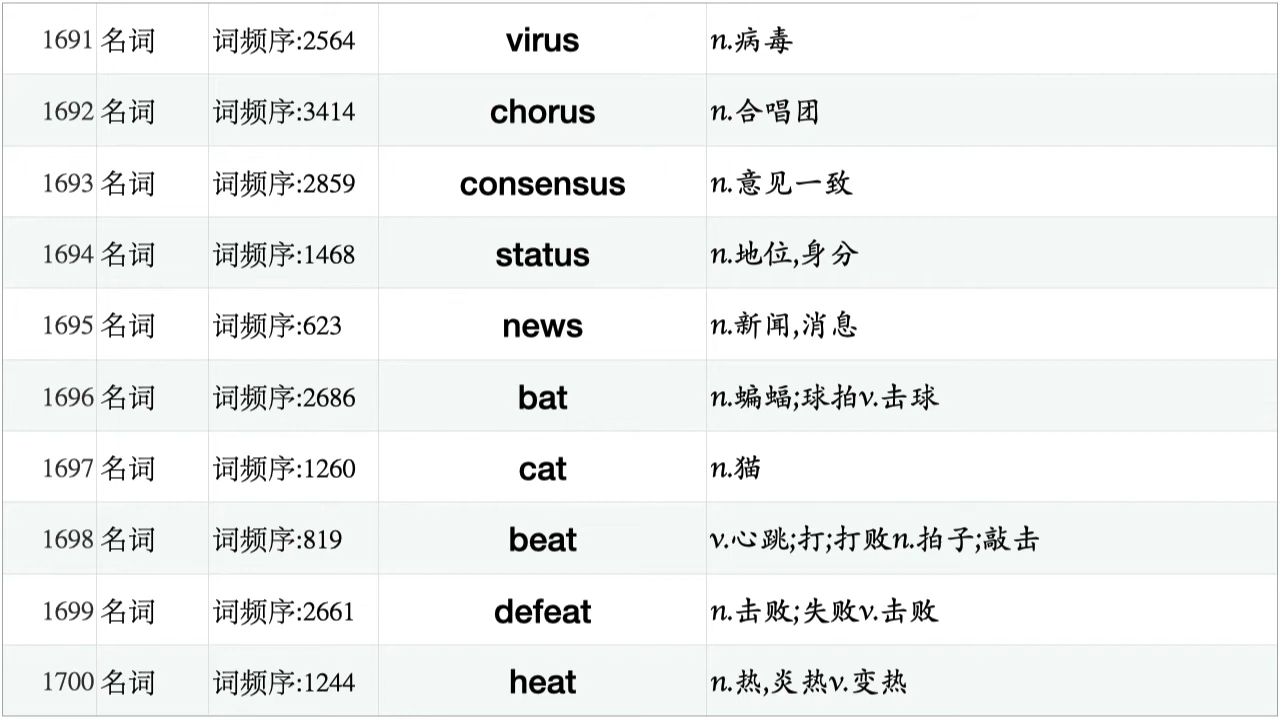 1691 名词 词频序:2564 virus n.病毒
1692 名词 词频序:3414 chorus n.合唱团
1693 名词 词频序:2859 consensus n.意见一致
1694 名词 词频序:1468 status n.地位,身分
1695 名词 词频序:623 news n.新闻,消息
1696 名词 词频序:2686 bat n.蝙蝠;球拍v.击球
1697 名词 词频序:1260 cat n.猫
1698 名词 词频序:819 beat v.心跳;打;打败n.拍子;敲击
1699 名词 词频序:2661 defeat n.击败;失败v.击败
1700 名词 词频序:1244 heat n.热,炎热v.变热